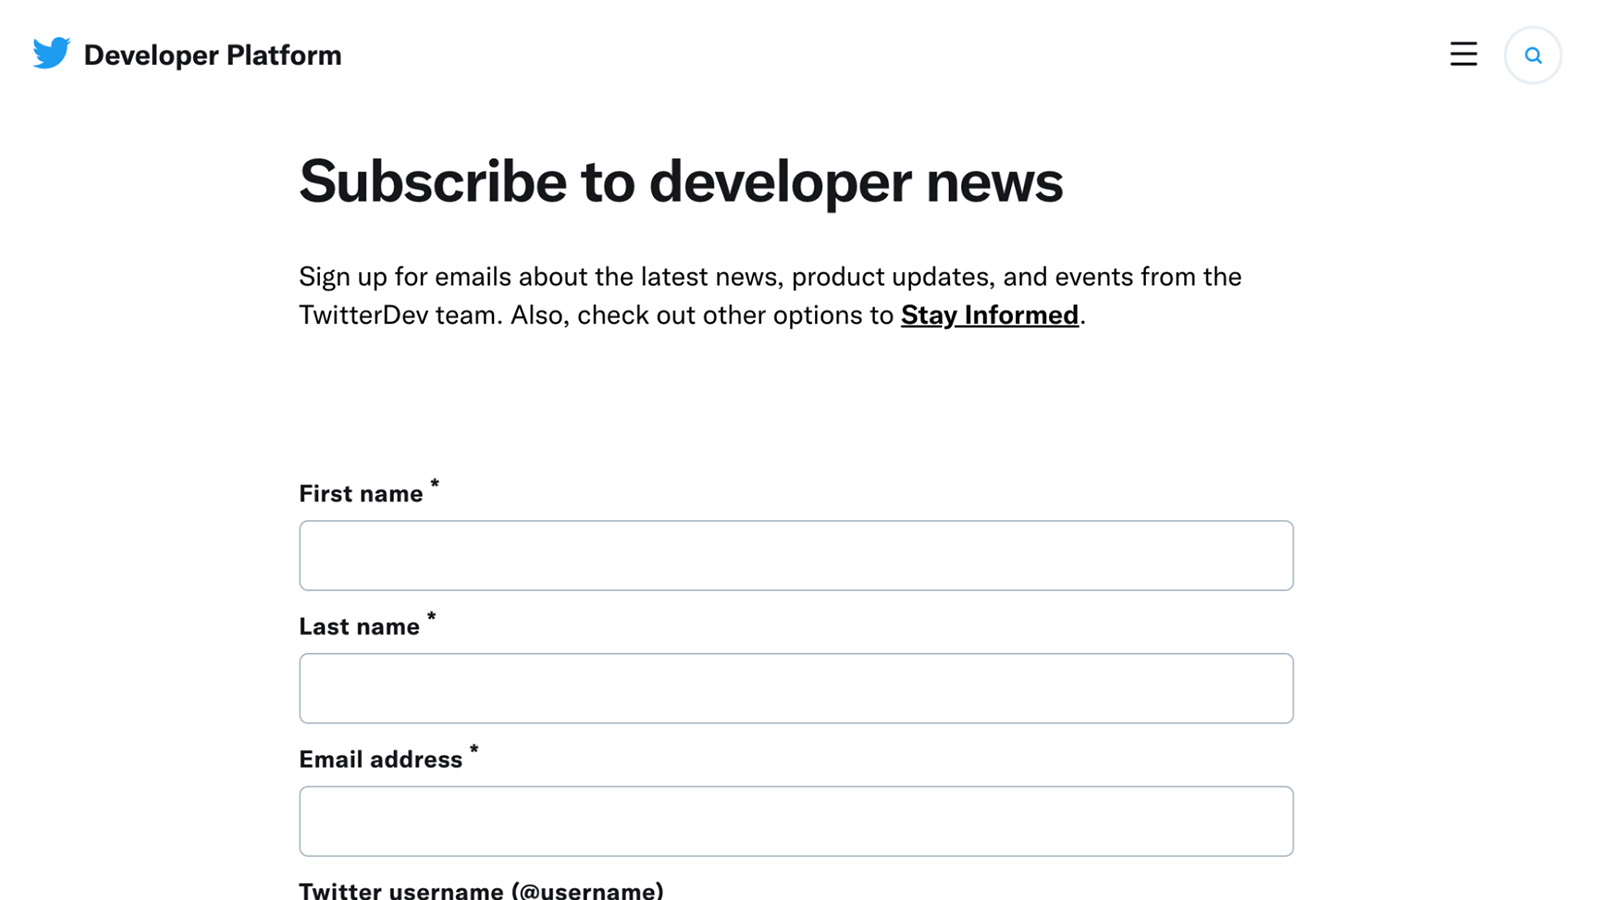 Developer Platform
Subscribe to developer news
Sign up for emails about the latest news, product updates, and events from the
TwitterDev team. Also, check out other options to Stay Informed.
First name *
Last name *
Email address *
Twitter username (@username)